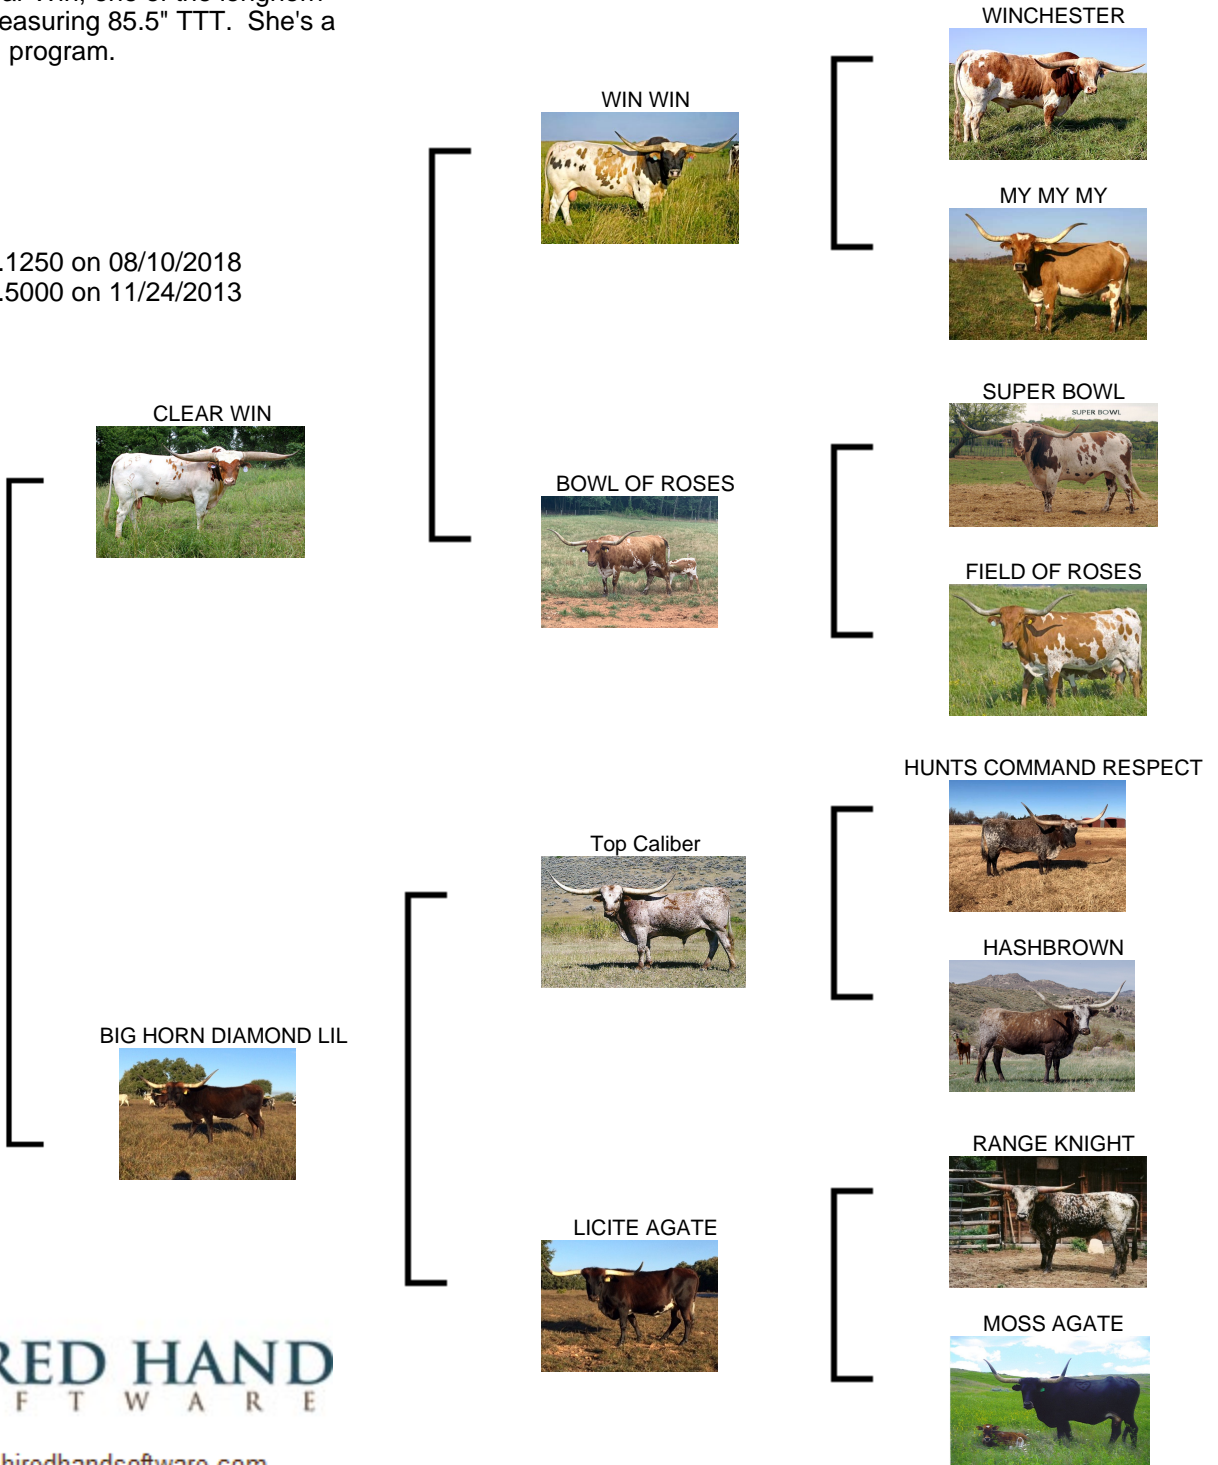 easuring 85.5" TTT. She's a
program.
.1250 on 08/10/2018
.5000 on 11/24/2013
CLEAR WIN
BIG HORN DIAMOND LIL
WIN WIN
BOWL OF ROSES
Top Caliber
LICITE AGATE
WINCHESTER
MY MY MY
SUPER BOWL
SUPER BOWL
FIELD OF ROSES
HUNTS COMMAND RESPECT
HASHBROWN
RANGE KNIGHT
MOSS AGATE
RED HAND
F T W A R E
hiredhandsoftware.com